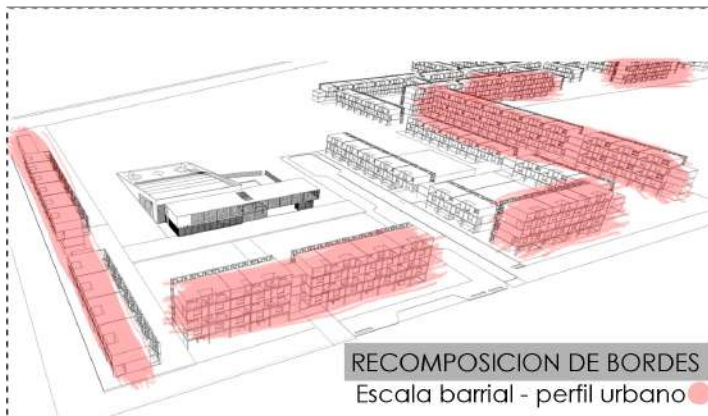 RECOMPOSICION DE BORDES
Escala barrial - perfil urbano